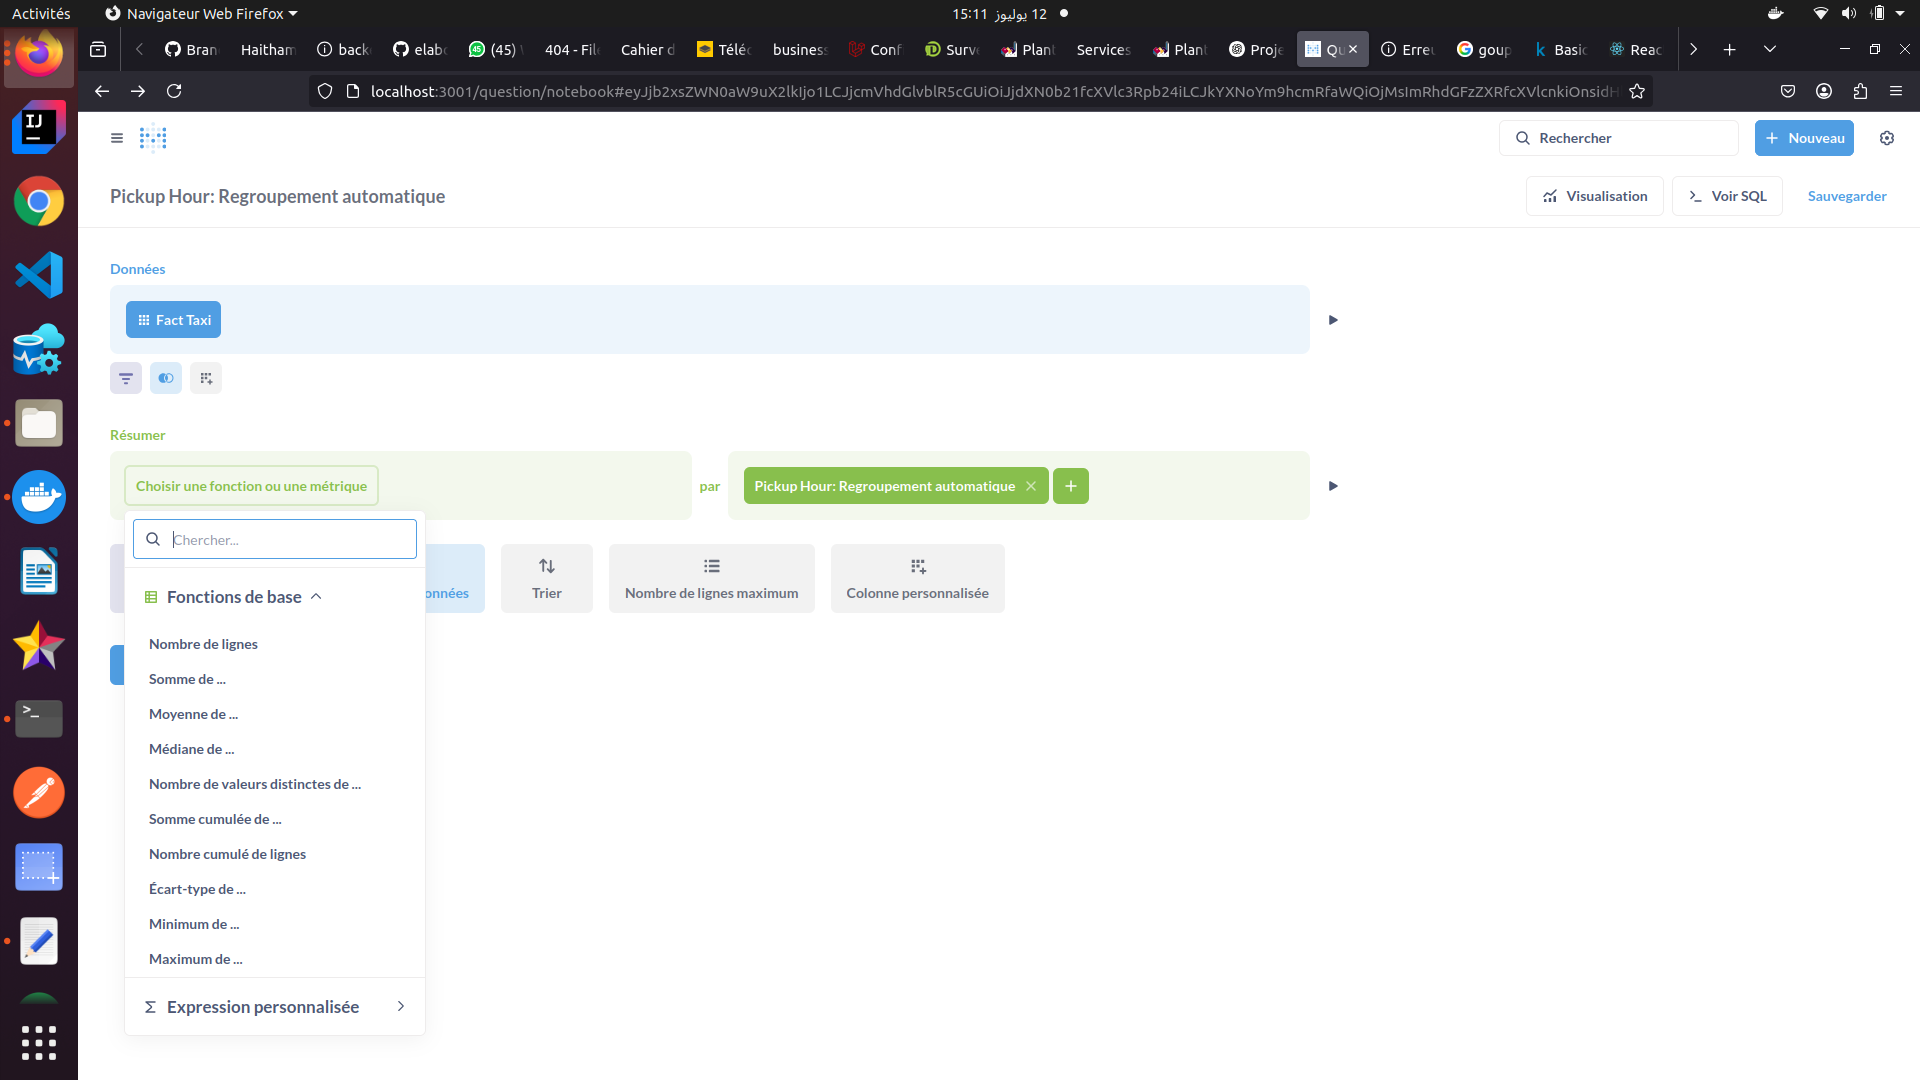 Activités
Navigateur Web Firefox
15:11 12 يوليوز
Bran
Haitham
back
elab
(45)
404 - File
Cahier d
Téléc
business
Conf
Surve
Plant
Services
Plant
Proje
Qu
Erreu
goup
Basic
Reac
localhost:3001/question/notebook#eyJjb2xsZWN0aW9uX2lkIjo1LCJjcmVhdGlvblR5cGUiOiJjdXN0b21fcXVlc3Rpb24iLCJkYXNoYm9hcmRfaWQiOjMsImRhdGFzZXRfcXVlcnkiOnsidH
Rechercher
Nouveau
Pickup Hour: Regroupement automatique
Visualisation
Voir SQL
Sauvegarder
Données
Fact Taxi
Résumer
Choisir une fonction ou une métrique
par
Pickup Hour: Regroupement automatique
Chercher...
onnées
Trier
Nombre de lignes maximum
Colonne personnalisée
Fonctions de base
Nombre de lignes
Somme de ...
Moyenne de ...
Médiane de ...
Nombre de valeurs distinctes de ...
Somme cumulée de ...
Nombre cumulé de lignes
Écart-type de ...
Minimum de ...
Maximum de ...
Expression personnalisée